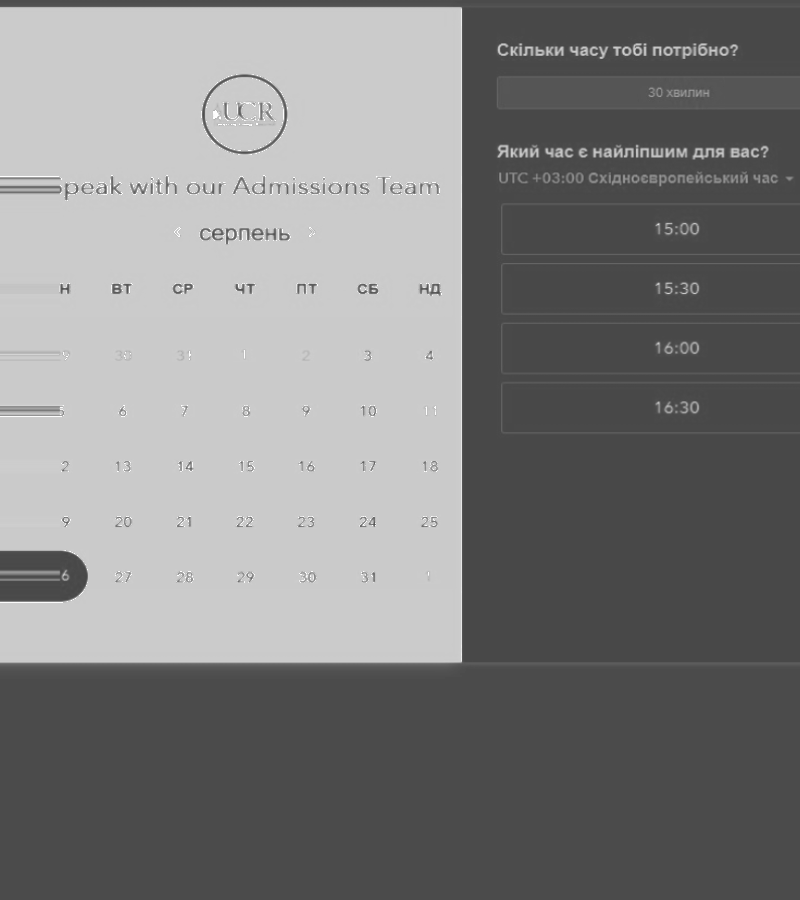 UCR
peak with our Admissions Team
серпень
Н ВТ СР ЧТ ПТ СБ НД
9 30 31 1 2 3 4
5 6 7 8 9 10 11
2 13 14 15 16 17 18
9 20 21 22 23 24 25
6 27 28 29 30 31 1
Скільки часу тобі потрібно?
30 хвилин
Який час є найліпшим для вас?
UTC +03:00 Східноєвропейський час
15:00
15:30
16:00
16:30